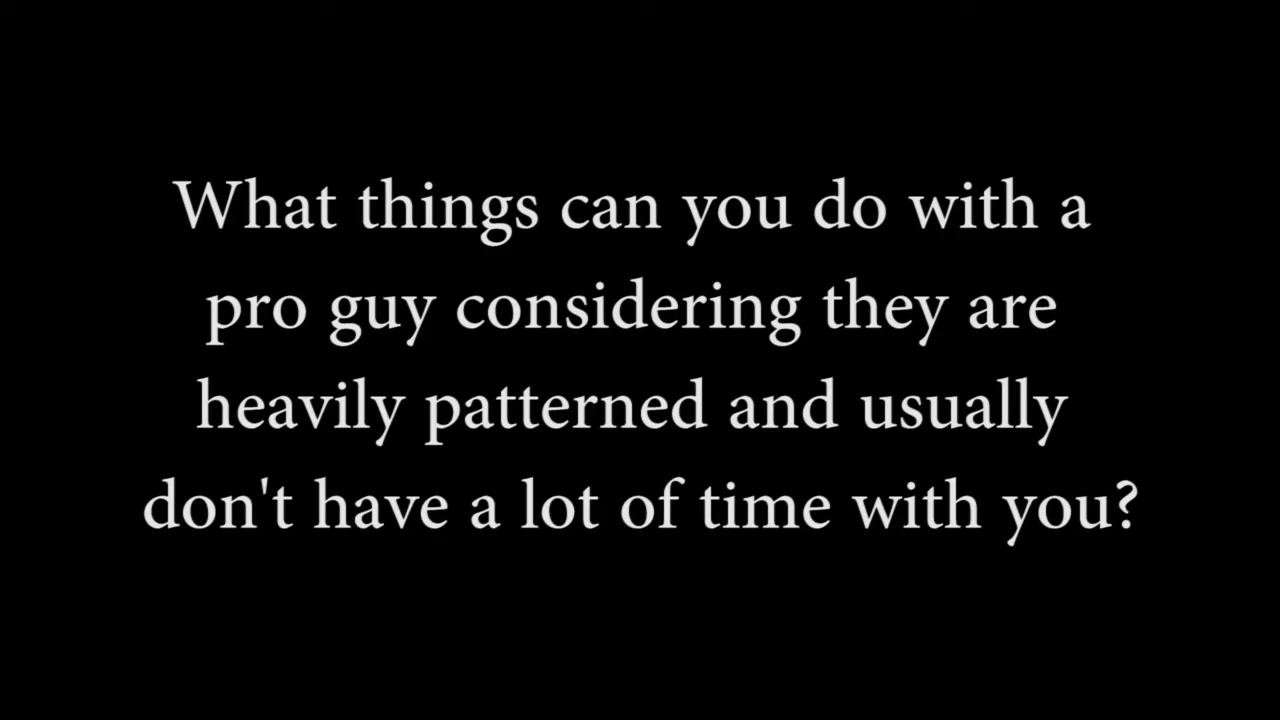 What things can you do with a
pro guy considering they are
heavily patterned and usually
don't have a lot of time with you?